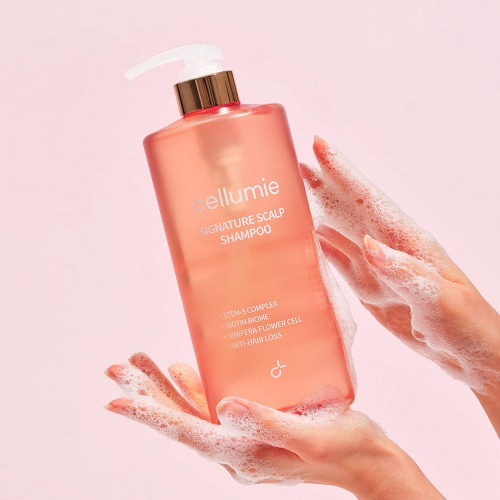 cellumie
SIGNATURE SCALP
SHAMPOO
· STEM-S COMPLEX
· BIOTIN BIOME
· VINIFERA FLOWER CELL
· ANTI-HAIR LOSS